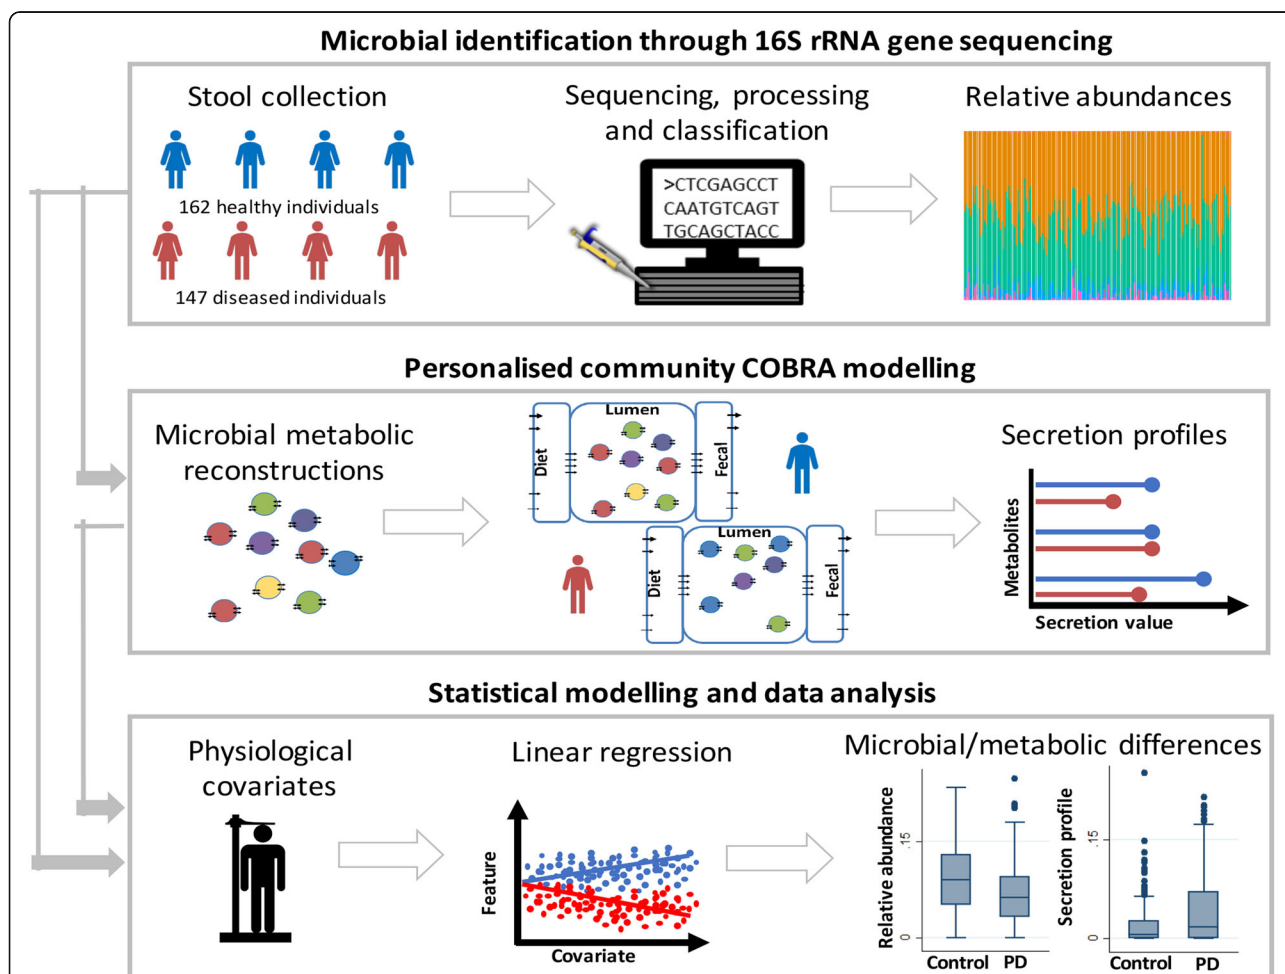 Microbial identification through 16S rRNA gene sequencing
Stool collection
162 healthy individuals
147 diseased individuals
Sequencing, processing
and classification
>CTCGAGCCT
CAATGTCAGT
TGCAGCTACC
Relative abundances
Personalised community COBRA modelling
Microbial metabolic
reconstructions
Diet
Lumen
Fecal
Diet
Lumen
Fecal
Secretion profiles
Metabolites
Secretion value
Statistical modelling and data analysis
Physiological
covariates
Linear regression
Feature
Covariate
Microbial/metabolic differences
Relative abundance
.15
0
Control PD
Secretion profile
.15
0
Control PD